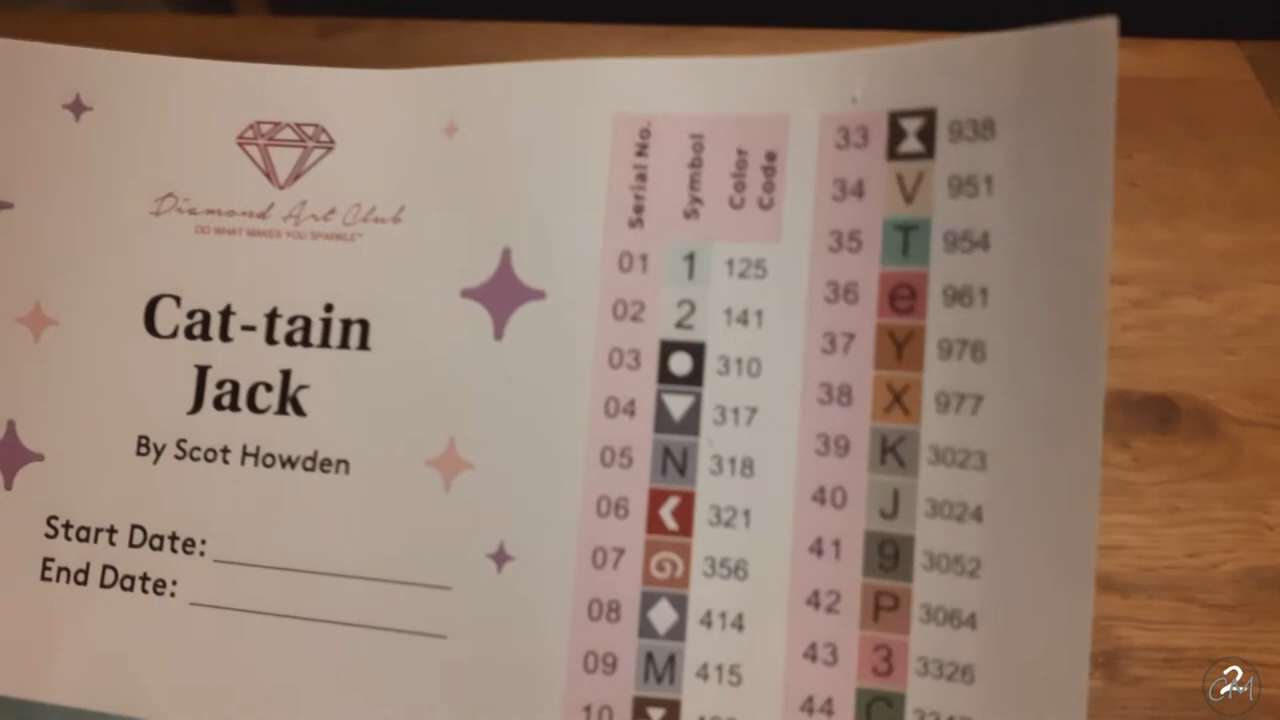 Diamond Art Club
DO WHAT MAKES YOU SPARKLE™
Cat-tain
Jack
By Scot Howden
Start Date:
End Date:
Serial No. Symbol Color Code
01 1 125
02 2 141
03 310
04 317
05 N 318
06 321
07 356
08 414
09 M 415
10
33 938
34 V 951
35 T 954
36 e 961
37 Y 976
38 X 977
39 K 3023
40 J 3024
41 9 3052
42 P 3064
43 3 3326
44 C